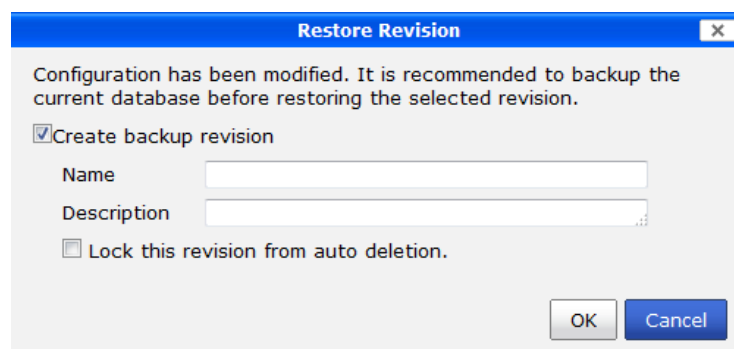 Restore Revision
Configuration has been modified. It is recommended to backup the
current database before restoring the selected revision.
Create backup revision
Name
Description
Lock this revision from auto deletion.
OK Cancel